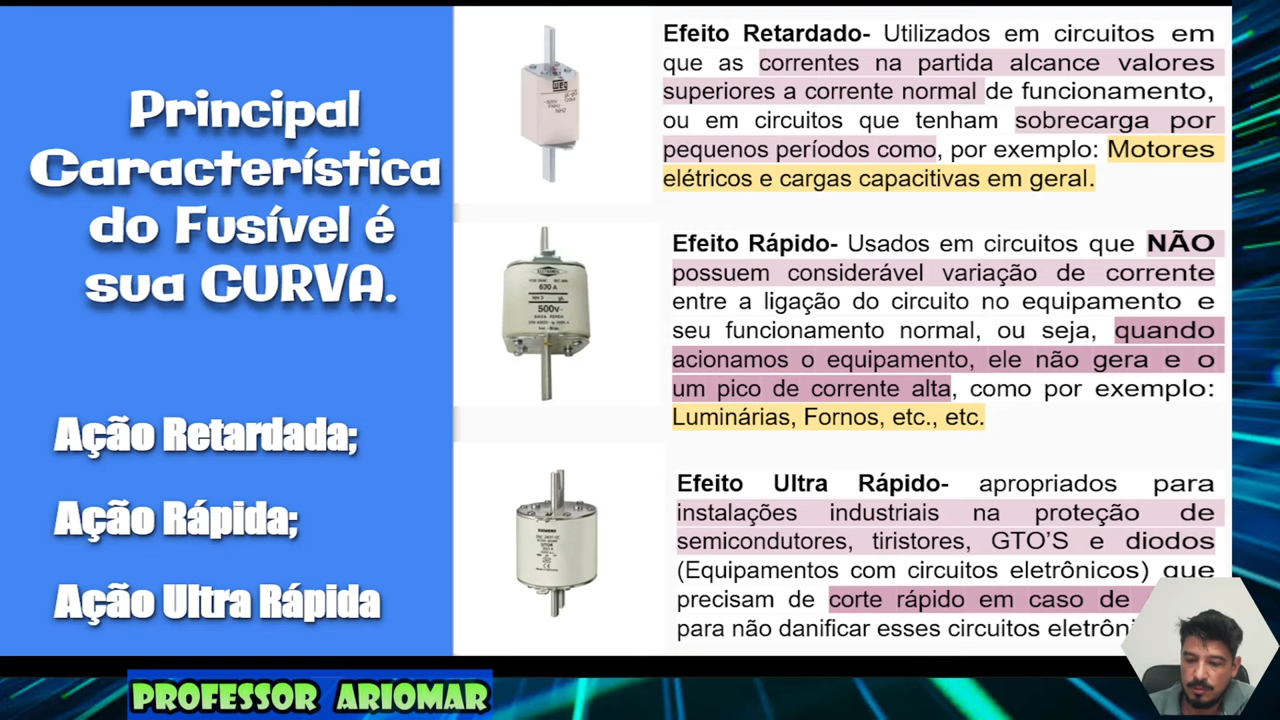 Principal
Característica
do Fusível é
sua CURVA.
Ação Retardada;
Ação Rápida;
Ação Ultra Rápida
WEG
NH2
Efeito Retardado- Utilizados em circuitos em
que as correntes na partida alcance valores
superiores a corrente normal de funcionamento,
ou em circuitos que tenham sobrecarga por
pequenos períodos como, por exemplo: Motores
elétricos e cargas capacitivas em geral.
630 A
500v~
Efeito Rápido- Usados em circuitos que NÃO
possuem considerável variação de corrente
entre a ligação do circuito no equipamento e
seu funcionamento normal, ou seja, quando
acionamos o equipamento, ele não gera e o
um pico de corrente alta, como por exemplo:
Luminárias, Fornos, etc., etc.
SIEMENS
Efeito Ultra Rápido- apropriados para
instalações industriais na proteção de
semicondutores, tiristores, GTO’S e diodos
(Equipamentos com circuitos eletrônicos) que
precisam de corte rápido em caso de
para não danificar esses circuitos eletrôni
PROFESSOR ARIOMAR